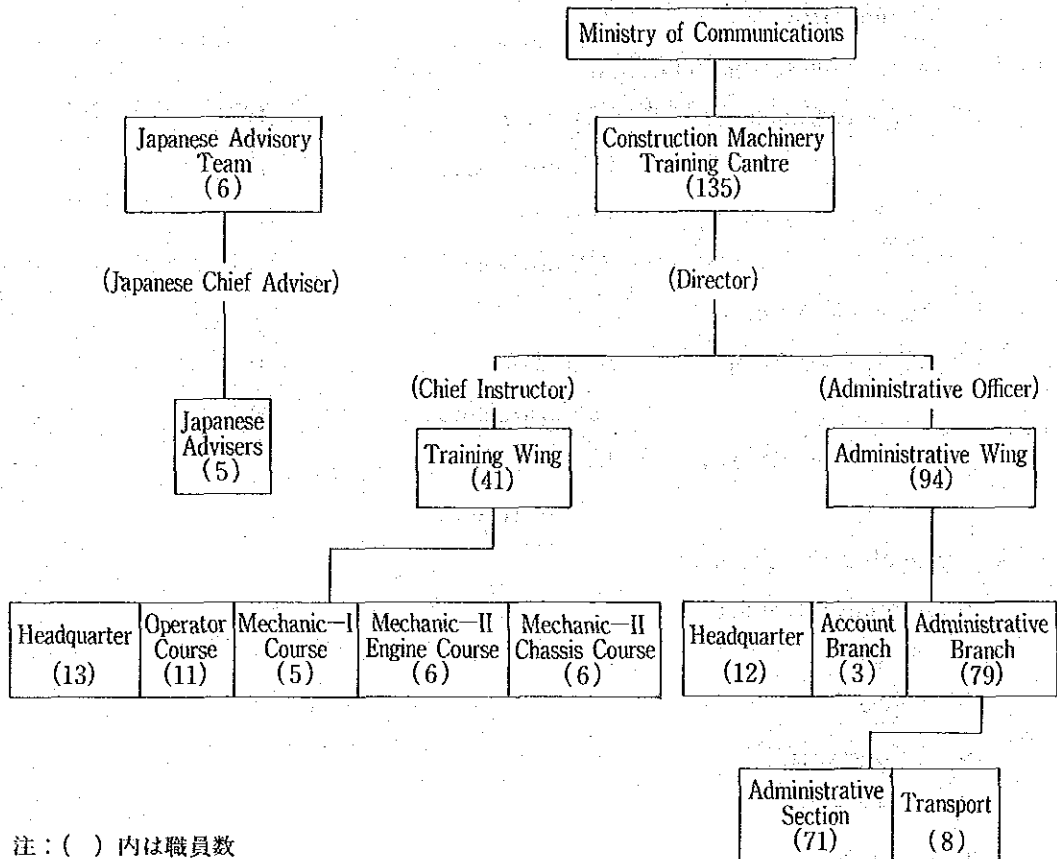 Ministry of Communications
Japanese Advisory
Team
(6)
Construction Machinery
Training Cantre
(135)
(Japanese Chief Adviser)
(Director)
(Chief Instructor)
(Administrative Officer)
Japanese
Advisers
(5)
Training Wing
(41)
Administrative Wing
(94)
Headquarter
(13)
Operator
Course
(11)
Mechanic—I
Course
(5)
Mechanic—II
Engine Course
(6)
Mechanic—II
Chassis Course
(6)
Headquarter
(12)
Account
Branch
(3)
Administrative
Branch
(79)
Administrative
Section
(71)
Transport
(8)
注：( ) 内は職員数